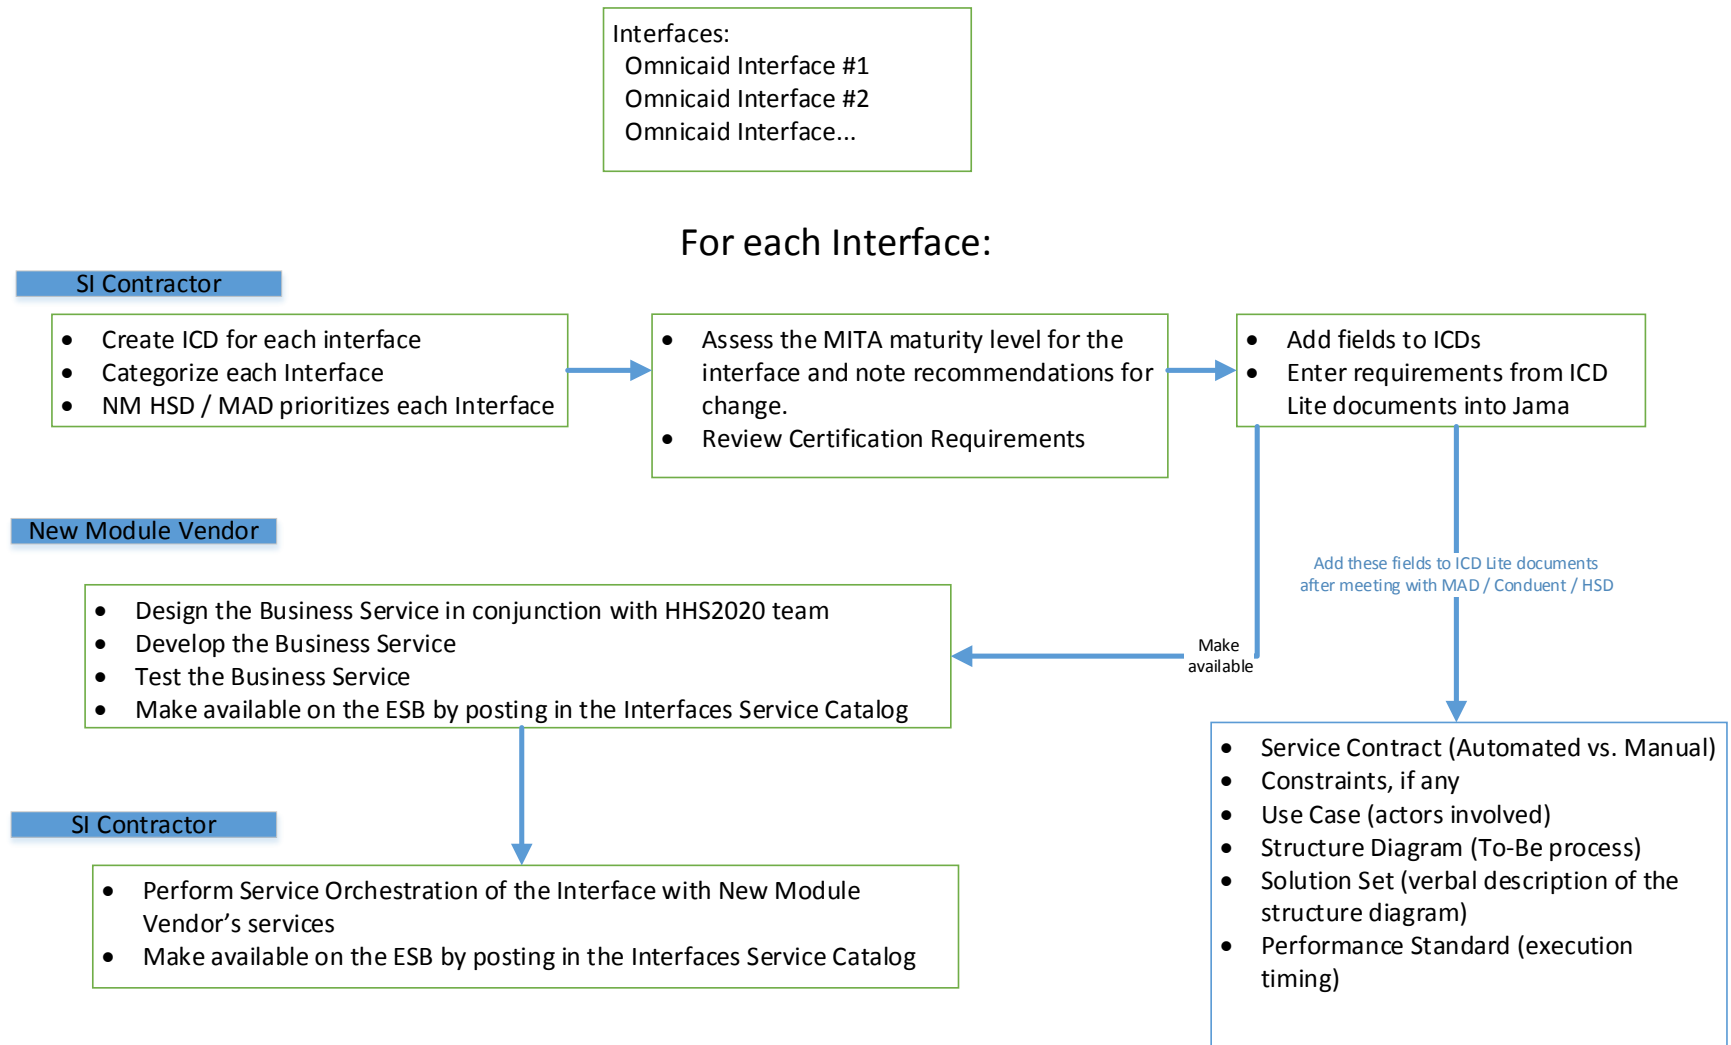 Interfaces:
Omnicaid Interface #1
Omnicaid Interface #2
Omnicaid Interface...
For each Interface:
SI Contractor
• Create ICD for each interface
• Categorize each Interface
• NM HSD / MAD prioritizes each Interface
• Assess the MITA maturity level for the
interface and note recommendations for
change.
• Review Certification Requirements
• Add fields to ICDs
• Enter requirements from ICD
Lite documents into Jama
New Module Vendor
Add these fields to ICD Lite documents
after meeting with MAD / Conduent / HSD
• Design the Business Service in conjunction with HHS2020 team
• Develop the Business Service
• Test the Business Service
• Make available on the ESB by posting in the Interfaces Service Catalog
Make
available
• Service Contract (Automated vs. Manual)
• Constraints, if any
• Use Case (actors involved)
• Structure Diagram (To-Be process)
• Solution Set (verbal description of the
structure diagram)
• Performance Standard (execution
timing)
SI Contractor
• Perform Service Orchestration of the Interface with New Module
Vendor’s services
• Make available on the ESB by posting in the Interfaces Service Catalog